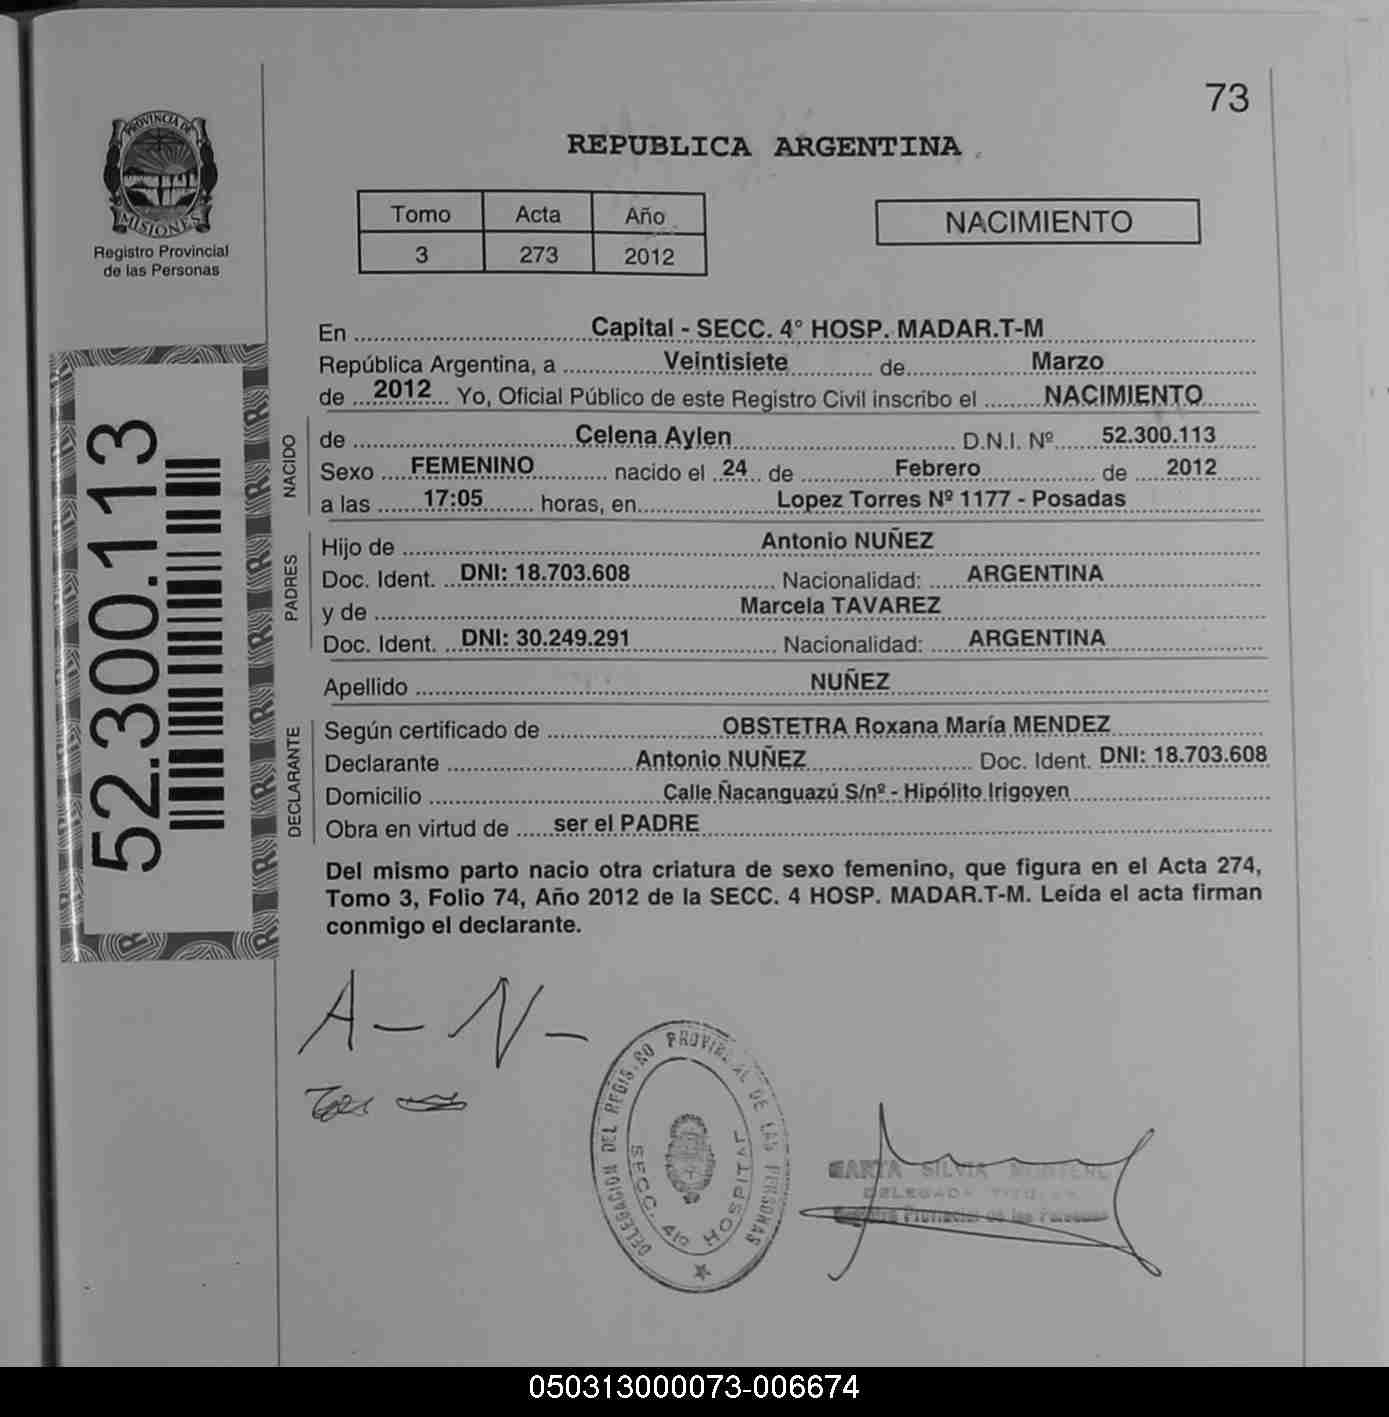 73
PROVINCIA DE
MISIONES
Registro Provincial
de las Personas
REPUBLICA ARGENTINA
Tomo Acta Año
3 273 2012
NACIMIENTO
En Capital - SECC. 4° HOSP. MADAR.T-M
República Argentina, a Veintisiete de Marzo
de 2012 Yo, Oficial Público de este Registro Civil inscribo el NACIMIENTO
NACIDO
de Celena Aylen D.N.I. Nº 52.300.113
Sexo FEMENINO nacido el 24 de Febrero de 2012
a las 17:05 horas, en Lopez Torres Nº 1177 - Posadas
PADRES
Hijo de Antonio NUÑEZ
Doc. Ident. DNI: 18.703.608 Nacionalidad: ARGENTINA
y de Marcela TAVAREZ
Doc. Ident. DNI: 30.249.291 Nacionalidad: ARGENTINA
Apellido NUÑEZ
DECLARANTE
Según certificado de OBSTETRA Roxana María MENDEZ
Declarante Antonio NUÑEZ Doc. Ident. DNI: 18.703.608
Domicilio Calle Ñacanguazú S/nº - Hipólito Irigoyen
Obra en virtud de ser el PADRE
Del mismo parto nacio otra criatura de sexo femenino, que figura en el Acta 274,
Tomo 3, Folio 74, Año 2012 de la SECC. 4 HOSP. MADAR.T-M. Leída el acta firman
conmigo el declarante.
52.300.113
A - N -
DELEGACION DEL REGISTRO PROVINCIAL DE LAS PERSONAS
SECC. 4ta HOSPITAL
SILVIA
DELEGADA TITULAR
Registro Provincial de las Personas
050313000073-006674